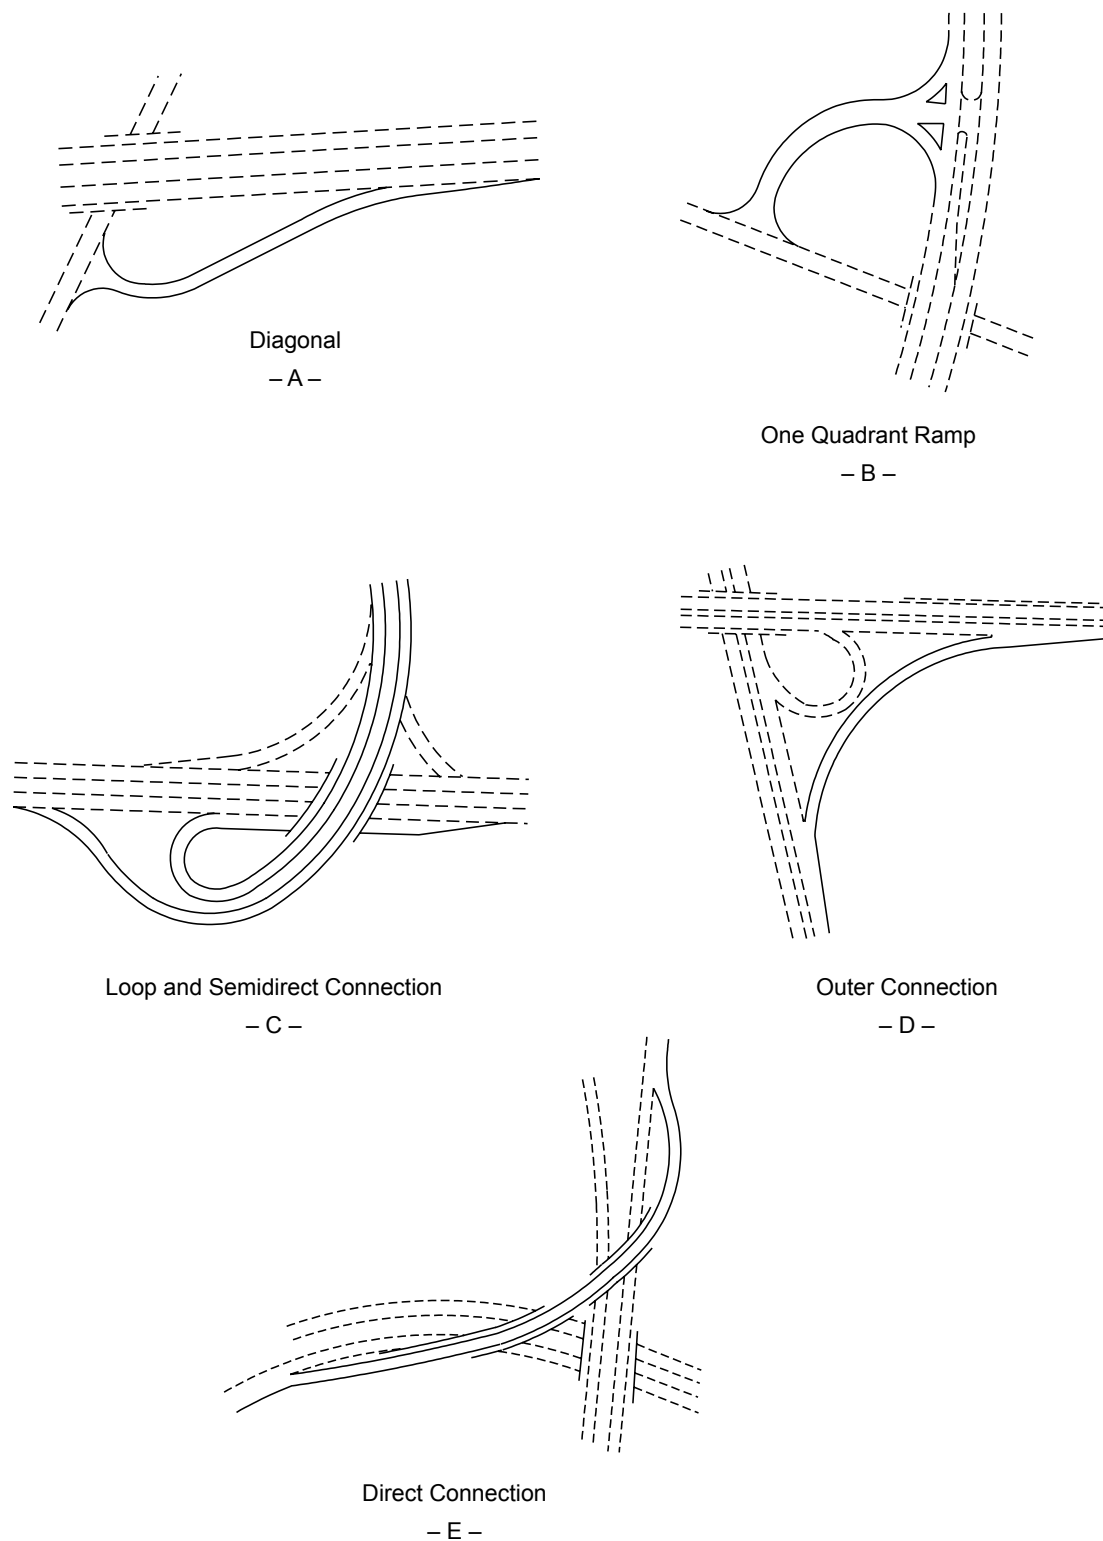 Diagonal
– A –
One Quadrant Ramp
– B –
Loop and Semidirect Connection
– C –
Outer Connection
– D –
Direct Connection
– E –